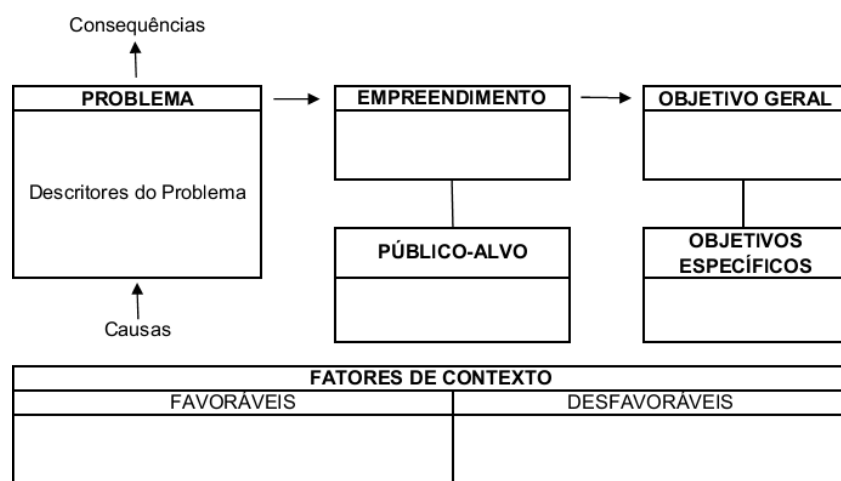 Consequências
PROBLEMA
EMPREENDIMENTO
OBJETIVO GERAL
Descritores do Problema
PÚBLICO-ALVO
OBJETIVOS
ESPECÍFICOS
Causas
FATORES DE CONTEXTO
FAVORÁVEIS
DESFAVORÁVEIS